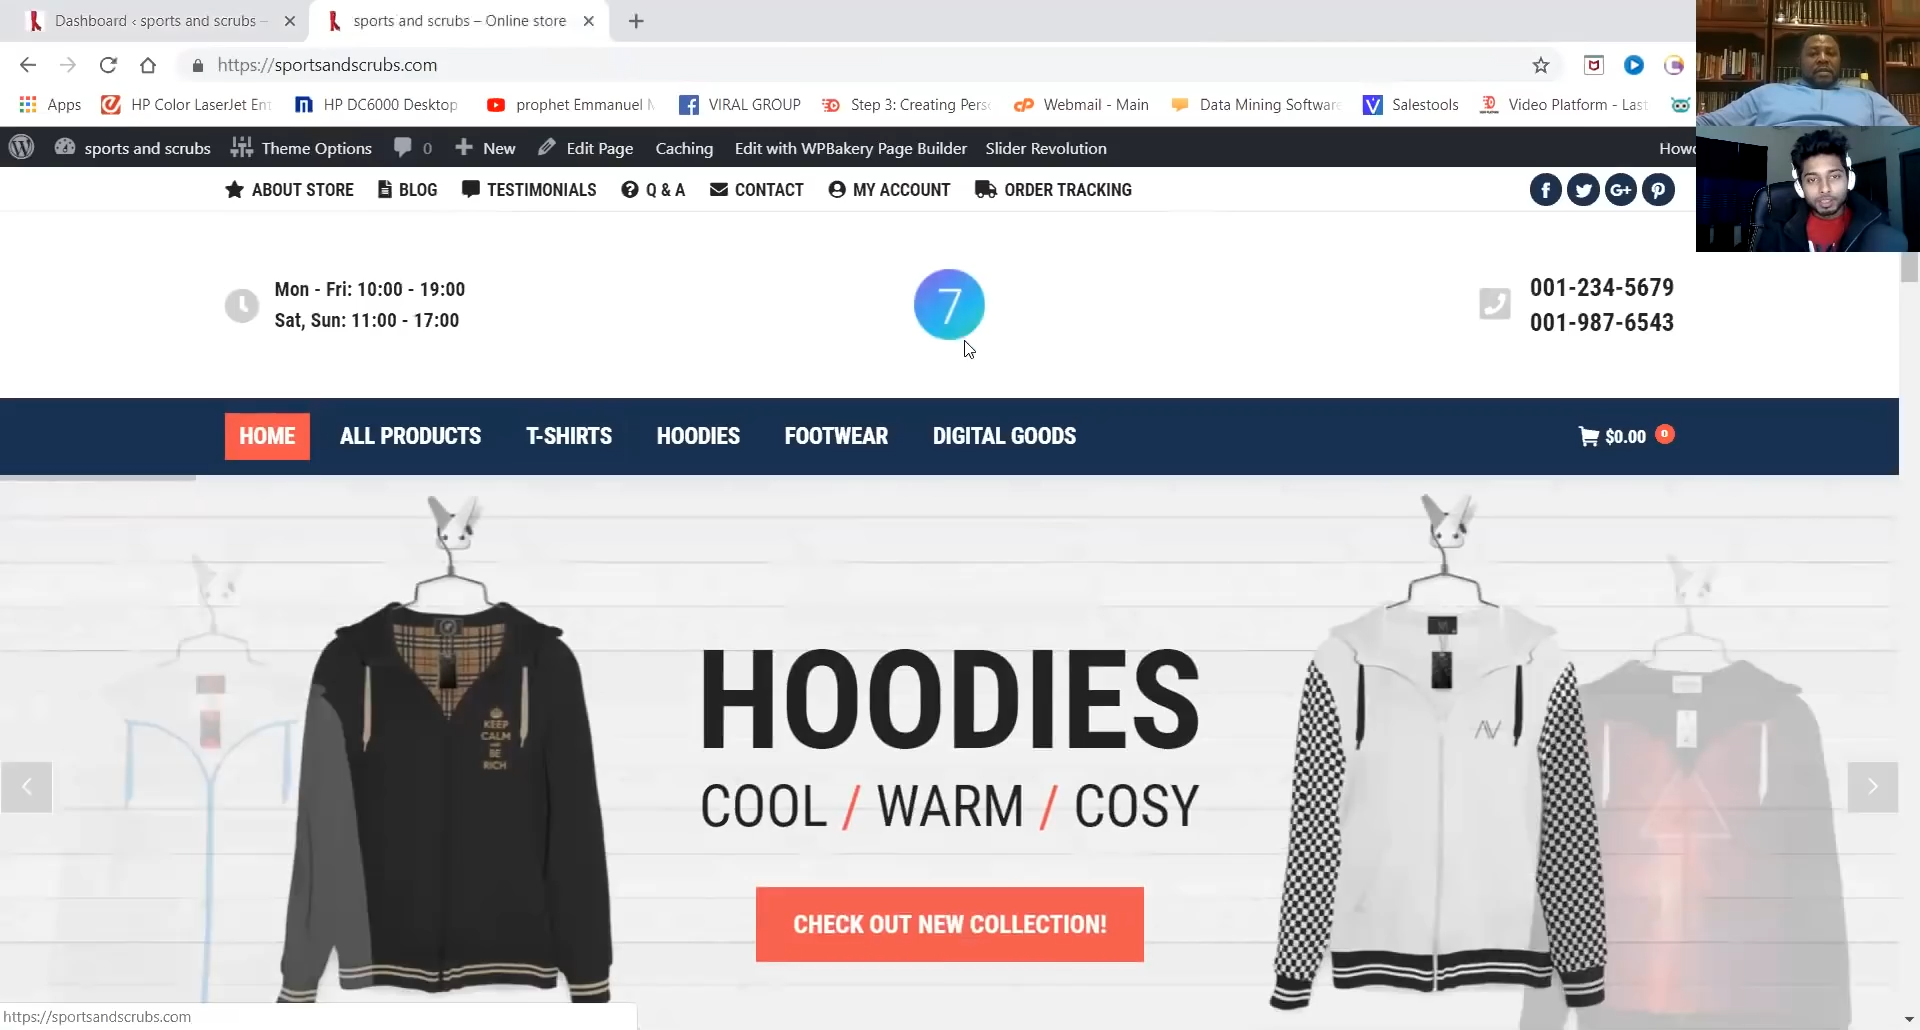 Dashboard ‹ sports and scrubs –
sports and scrubs – Online store
https://sportsandscrubs.com
Apps
HP Color LaserJet Ent
HP DC6000 Desktop
prophet Emmanuel M
VIRAL GROUP
Step 3: Creating Pers
Webmail - Main
Data Mining Software
Salestools
Video Platform - Last
sports and scrubs
Theme Options
0
New
Edit Page
Caching
Edit with WPBakery Page Builder
Slider Revolution
Howd
ABOUT STORE
BLOG
TESTIMONIALS
Q & A
CONTACT
MY ACCOUNT
ORDER TRACKING
Mon - Fri: 10:00 - 19:00
Sat, Sun: 11:00 - 17:00
7
001-234-5679
001-987-6543
HOME
ALL PRODUCTS
T-SHIRTS
HOODIES
FOOTWEAR
DIGITAL GOODS
$0.00
0
KEEP
CALM
AND
BE
RICH
HOODIES
COOL / WARM / COSY
CHECK OUT NEW COLLECTION!
https://sportsandscrubs.com